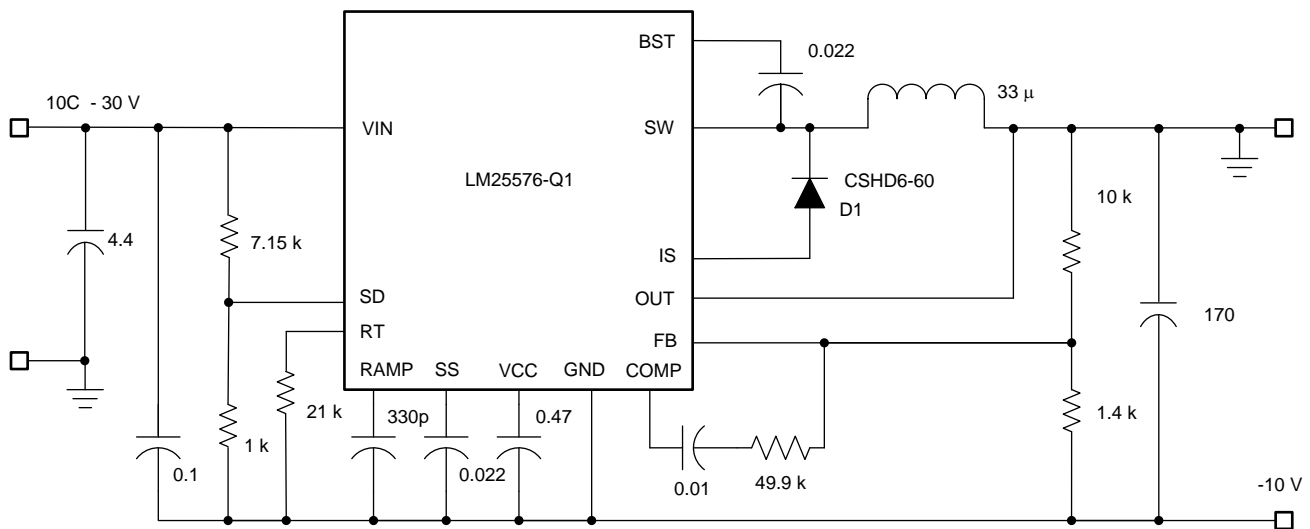 BST
0.022
10C - 30 V
33 µ
VIN
SW
LM25576-Q1
CSHD6-60
D1
10 k
4.4
7.15 k
IS
SD
OUT
RT
FB
170
RAMP
SS
VCC
GND
COMP
21 k
330p
0.47
1.4 k
1 k
0.1
0.022
0.01
49.9 k
-10 V